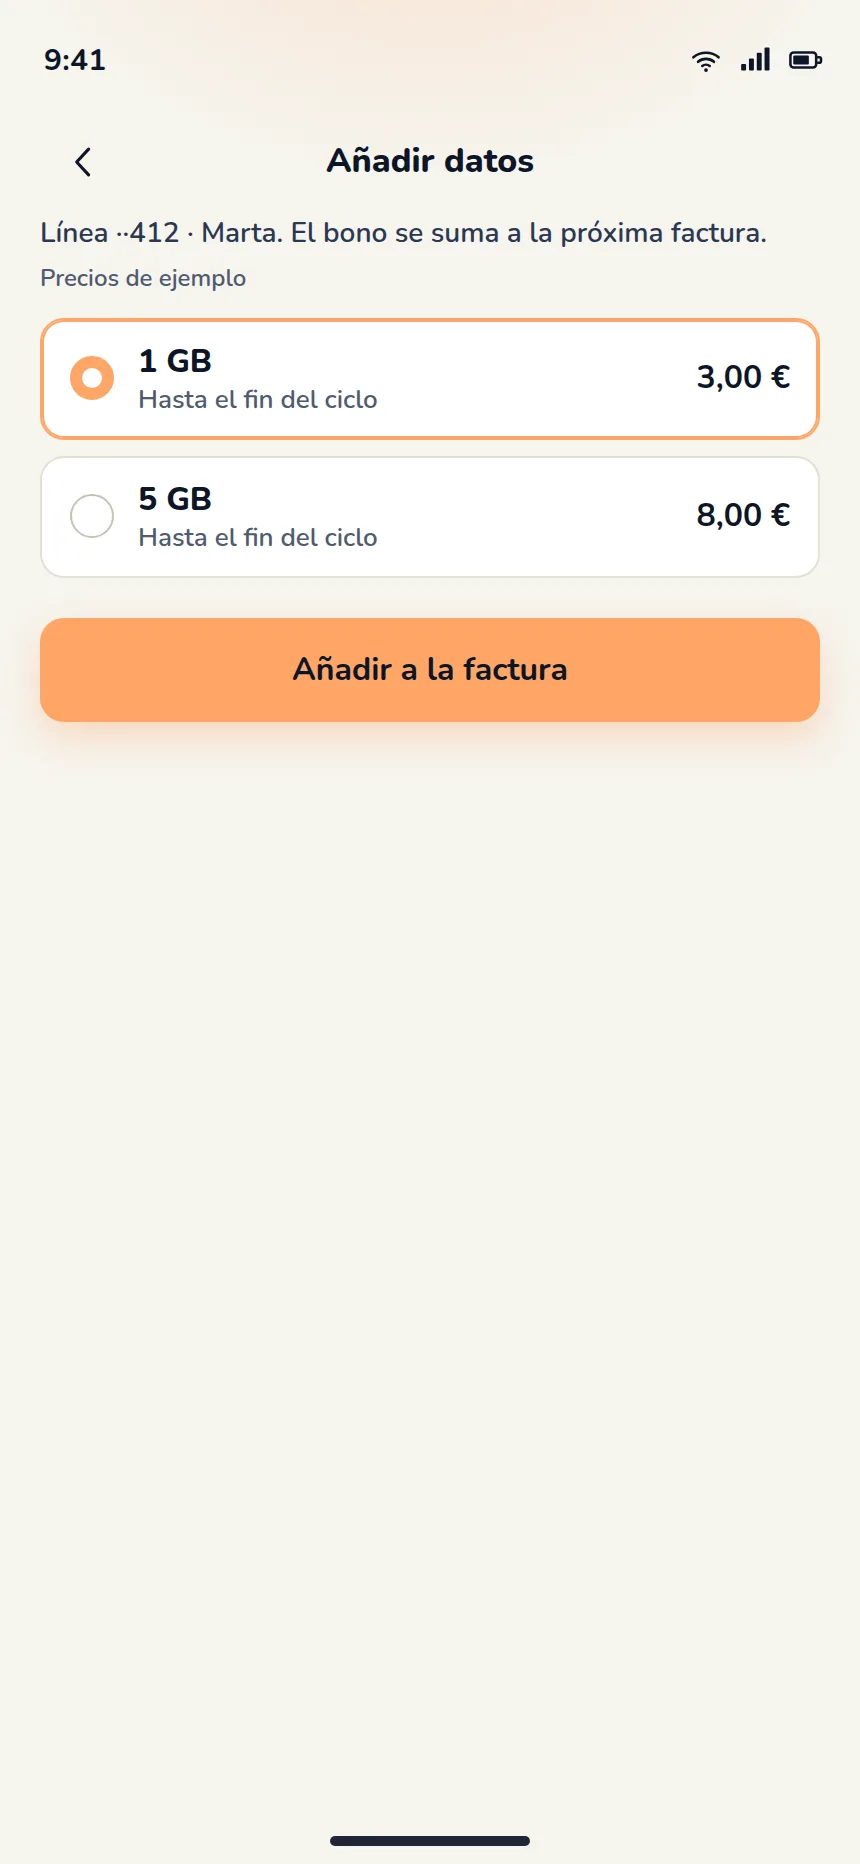 9:41
Añadir datos
Línea ··412 · Marta. El bono se suma a la próxima factura.
Precios de ejemplo
1 GB
Hasta el fin del ciclo
3,00 €
5 GB
Hasta el fin del ciclo
8,00 €
Añadir a la factura